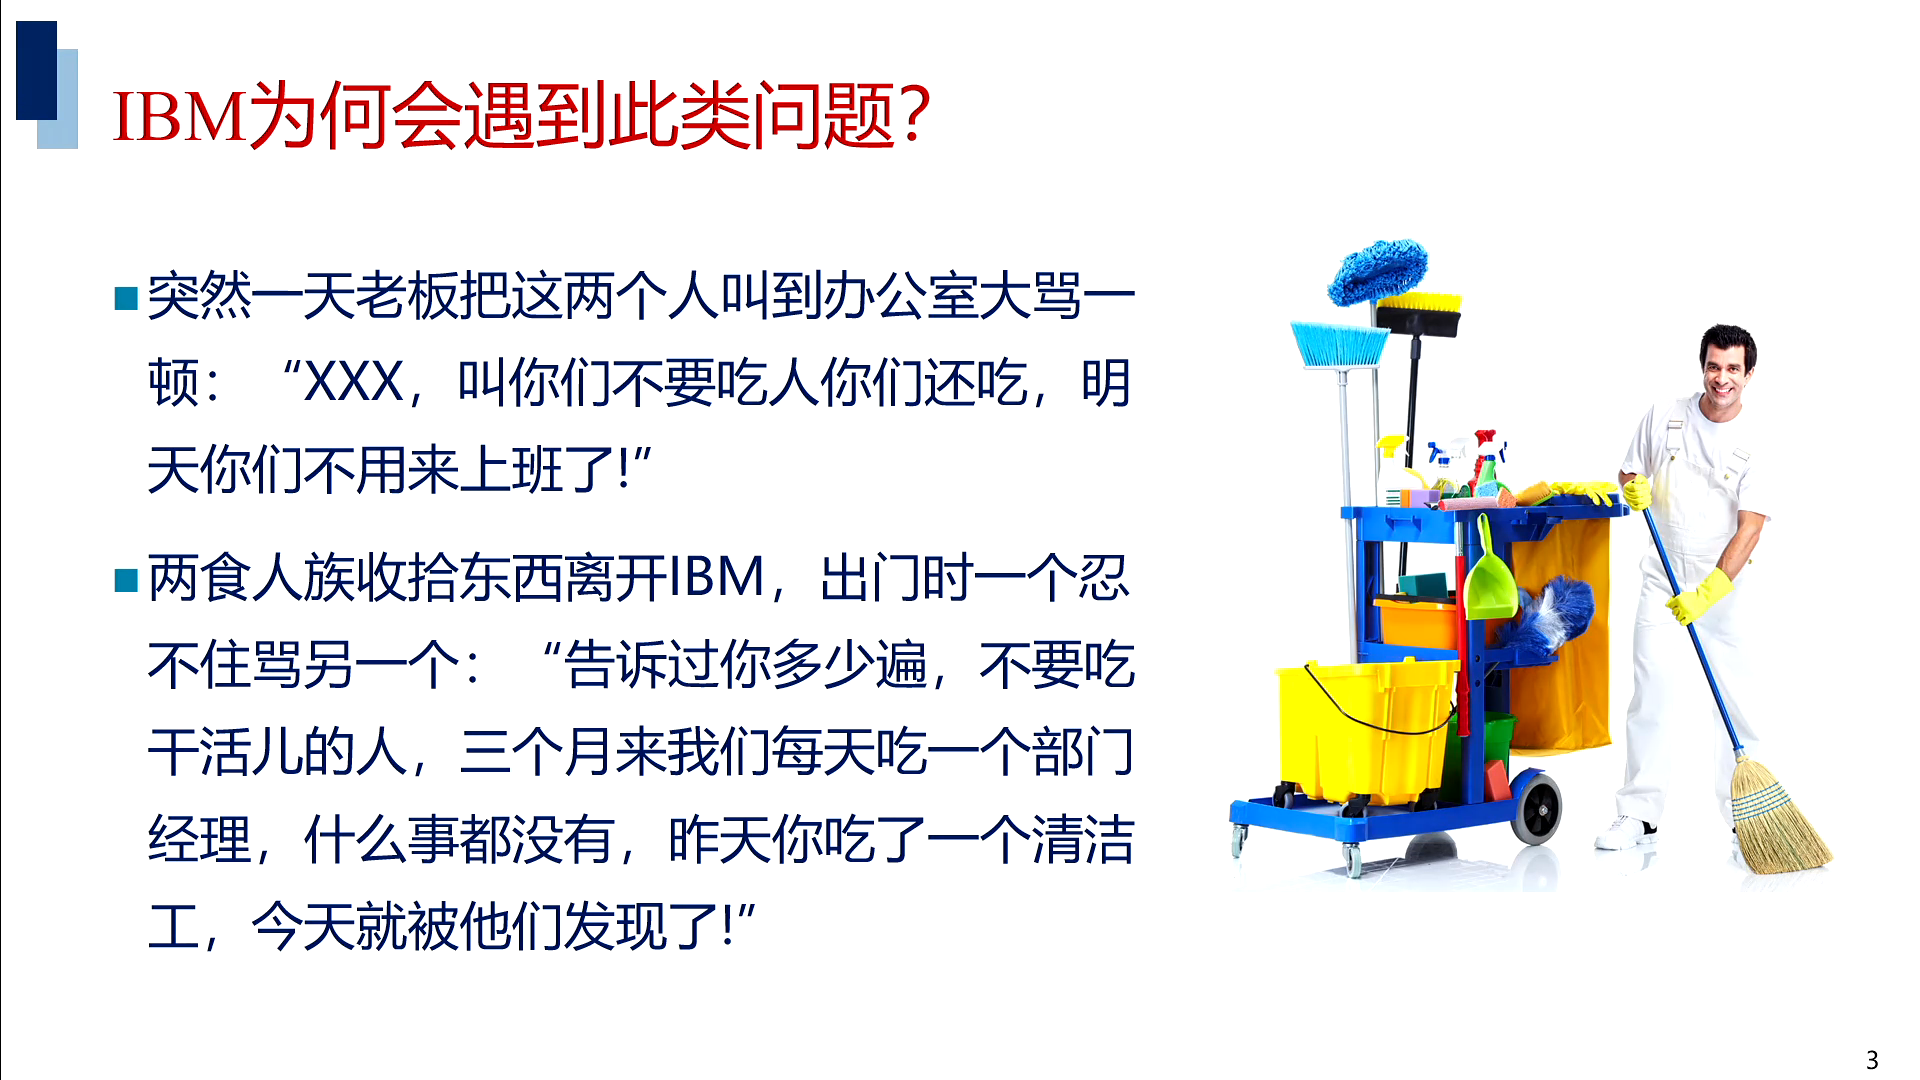 IBM为何会遇到此类问题?
突然一天老板把这两个人叫到办公室大骂一
顿：“XXX，叫你们不要吃人你们还吃，明
天你们不用来上班了!”
两食人族收拾东西离开IBM，出门时一个忍
不住骂另一个：“告诉过你多少遍，不要吃
干活儿的人，三个月来我们每天吃一个部门
经理，什么事都没有，昨天你吃了一个清洁
工，今天就被他们发现了!”
3